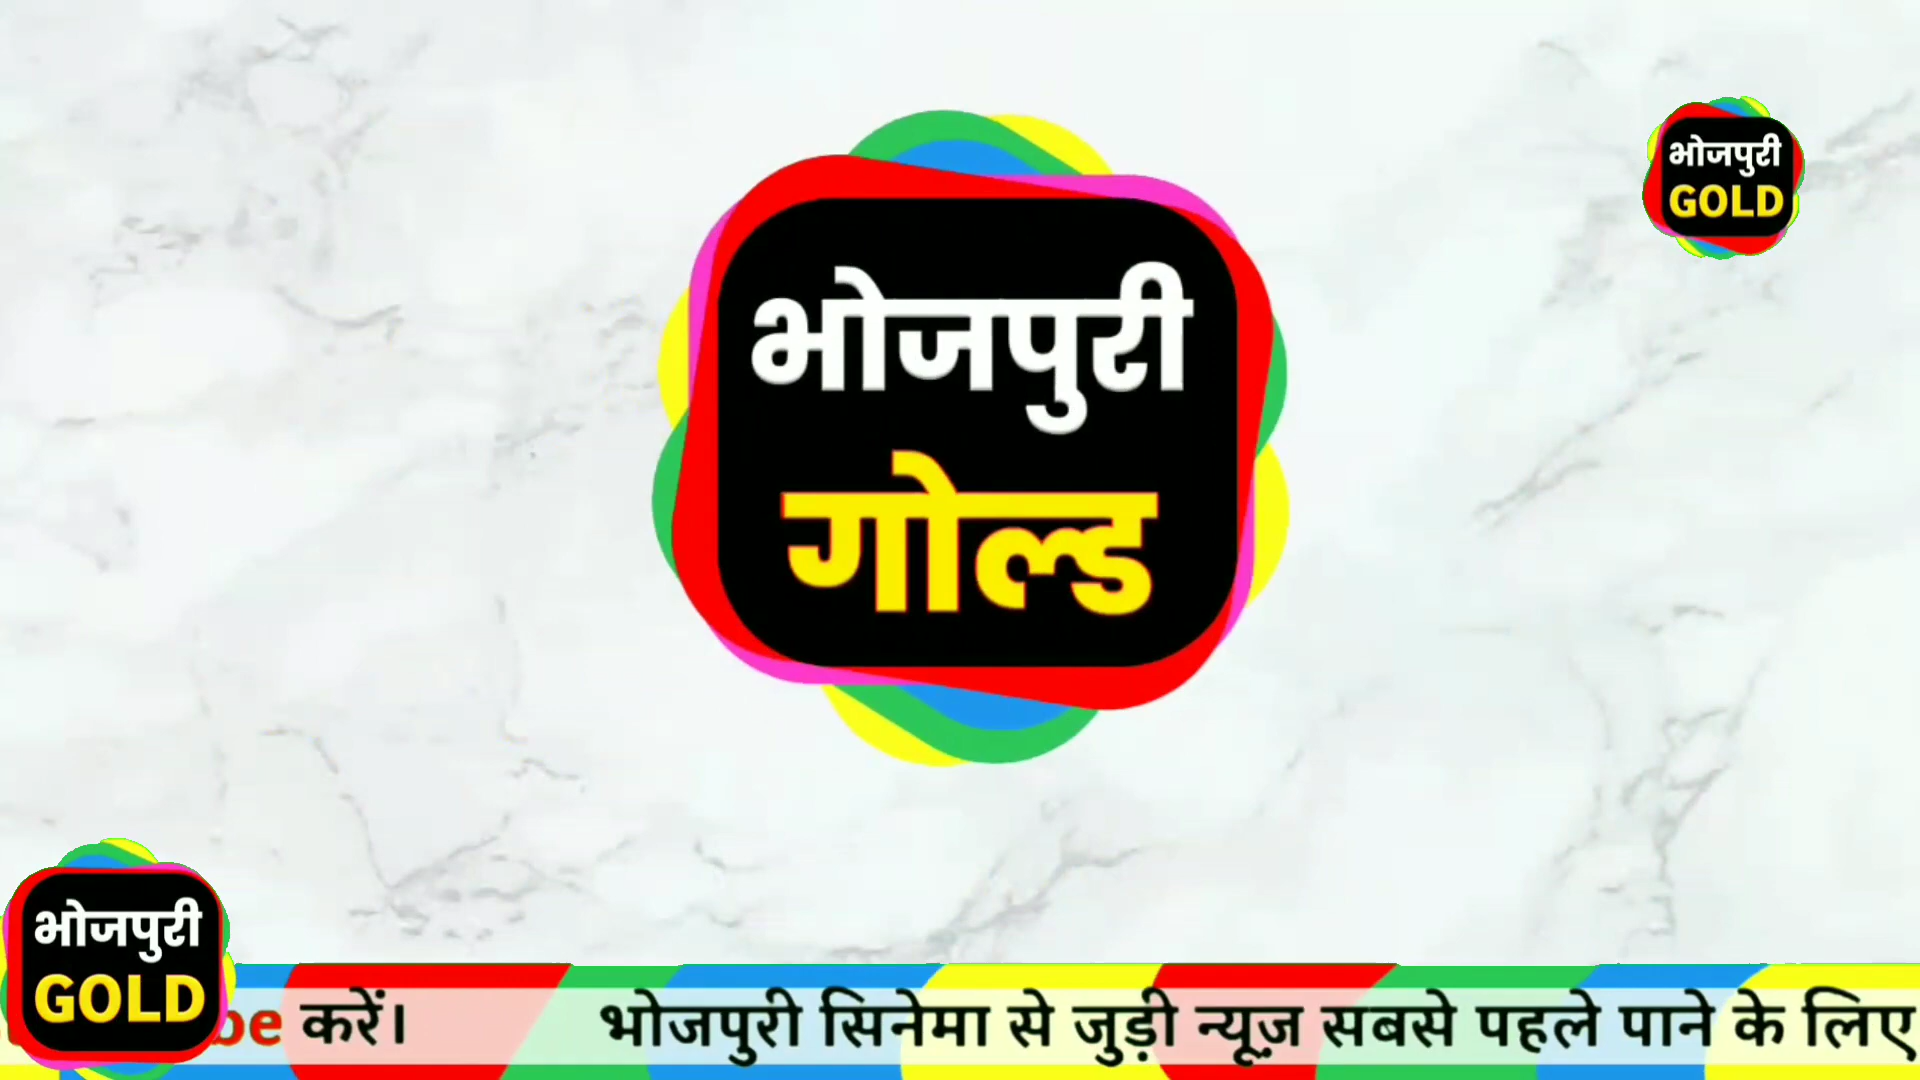 भोजपुरी
GOLD
भोजपुरी
गोल्ड
भोजपुरी
GOLD
करें।
भोजपुरी सिनेमा से जुड़ी न्यूज़ सबसे पहले पाने के लिए